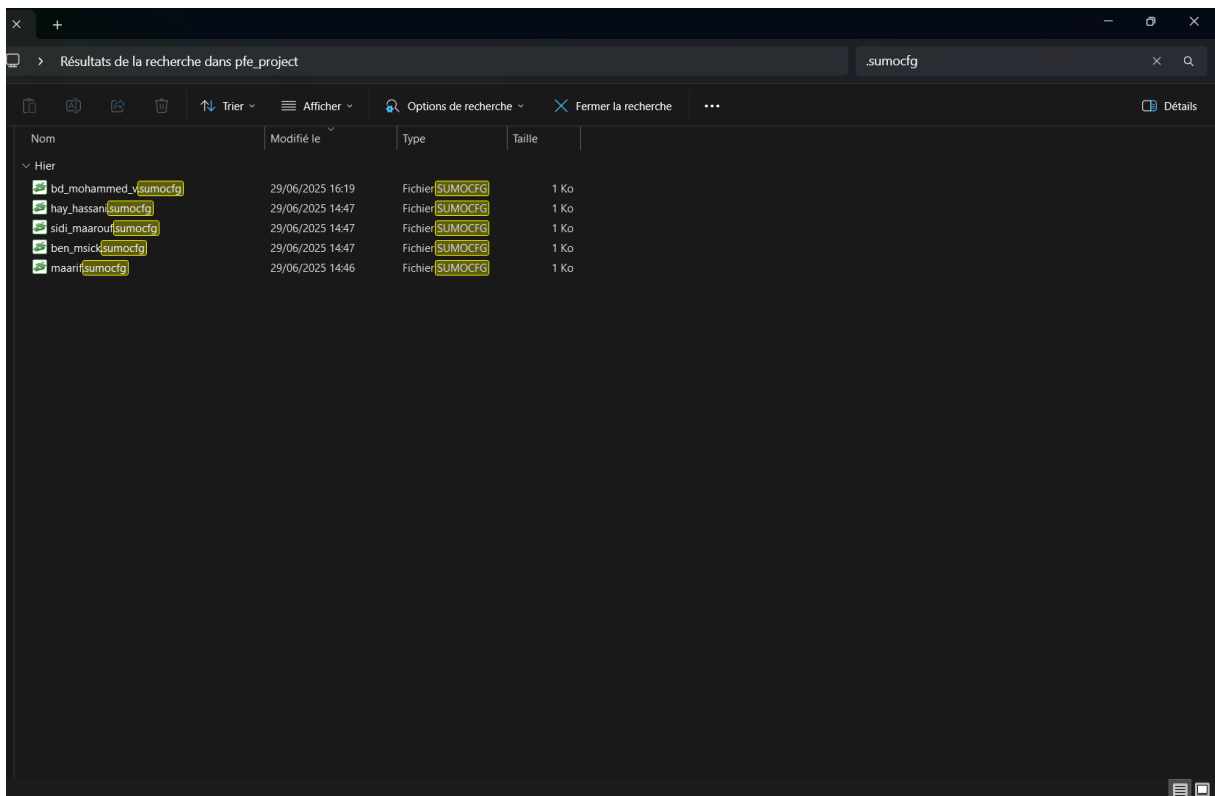 Résultats de la recherche dans pfe_project .sumocfg
Trier Afficher Options de recherche Fermer la recherche Détails
Nom Modifié le Type Taille
Hier
bd_mohammed_v.sumocfg 29/06/2025 16:19 Fichier SUMOCFG 1 Ko
hay_hassani.sumocfg 29/06/2025 14:47 Fichier SUMOCFG 1 Ko
sidi_maarouf.sumocfg 29/06/2025 14:47 Fichier SUMOCFG 1 Ko
ben_msick.sumocfg 29/06/2025 14:47 Fichier SUMOCFG 1 Ko
maarif.sumocfg 29/06/2025 14:46 Fichier SUMOCFG 1 Ko